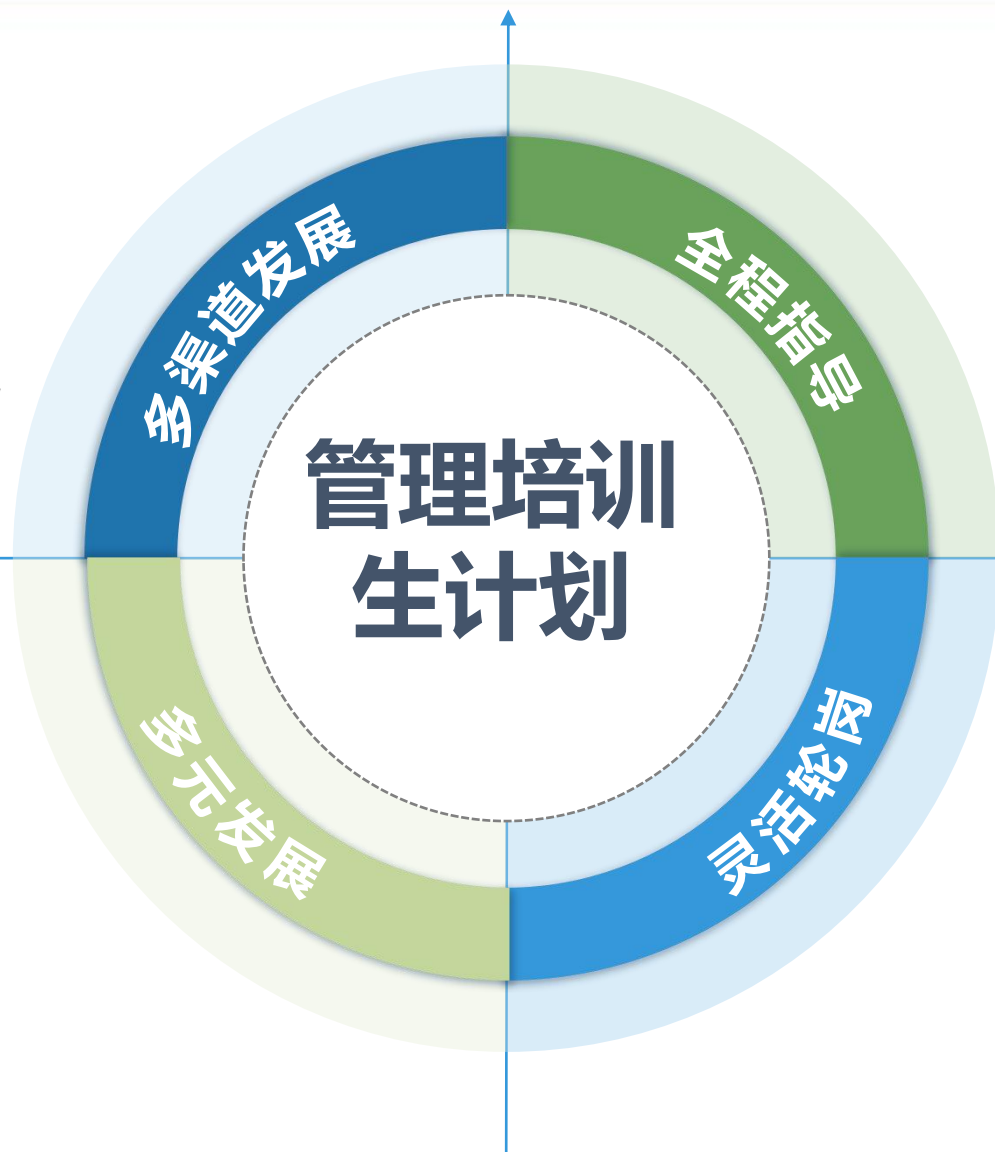 多渠道发展
全程指导
管理培训
生计划
多元发展
灵活轮岗